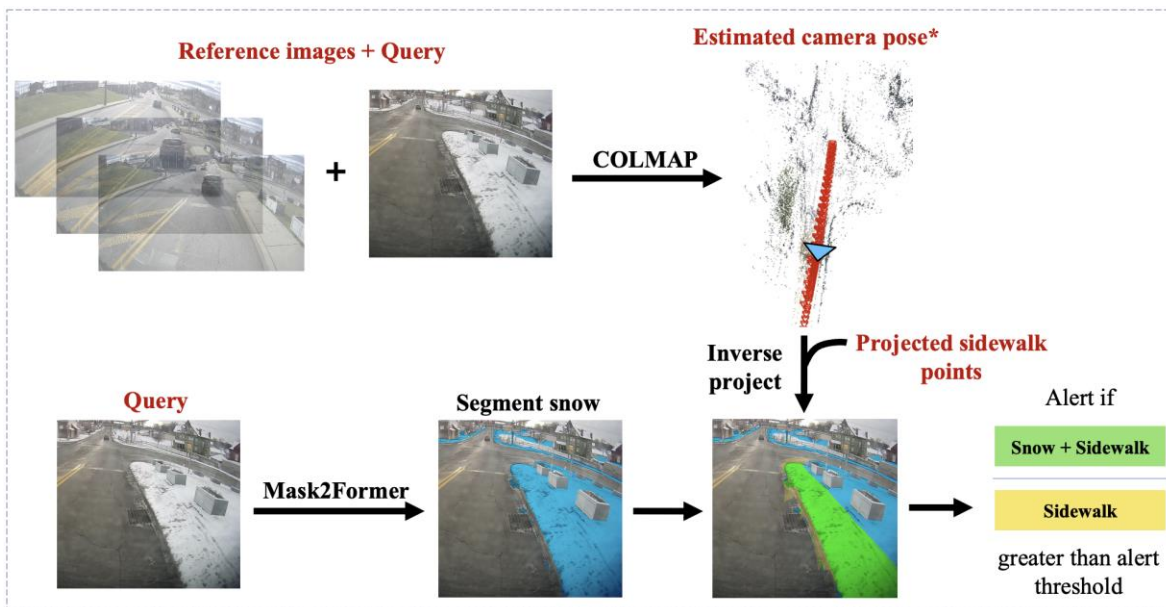 Reference images + Query
Estimated camera pose*
+
COLMAP
Inverse
project
Projected sidewalk
points
Query
Segment snow
Mask2Former
Alert if
Snow + Sidewalk
Sidewalk
greater than alert
threshold